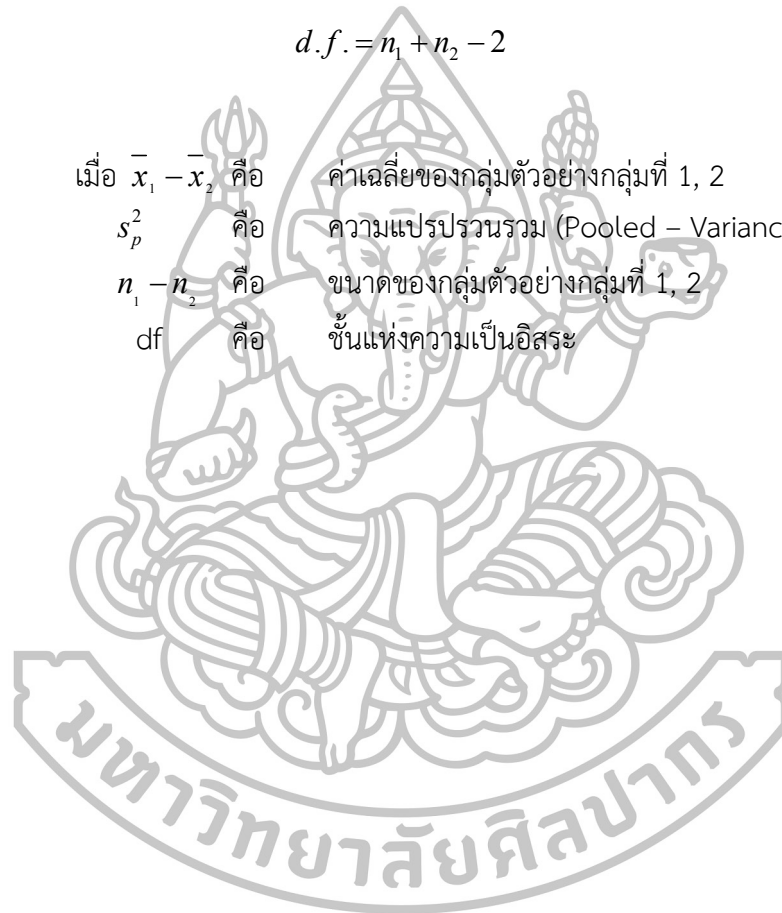 d.f. = n₁ + n₂ − 2
เมื่อ x̄₁ − x̄₂ คือ ค่าเฉลี่ยของกลุ่มตัวอย่างกลุ่มที่ 1, 2
s²ₚ คือ ความแปรปรวนรวม (Pooled – Varianc
n₁ − n₂ คือ ขนาดของกลุ่มตัวอย่างกลุ่มที่ 1, 2
df คือ ชั้นแห่งความเป็นอิสระ
มหาวิทยาลัยศิลปากร